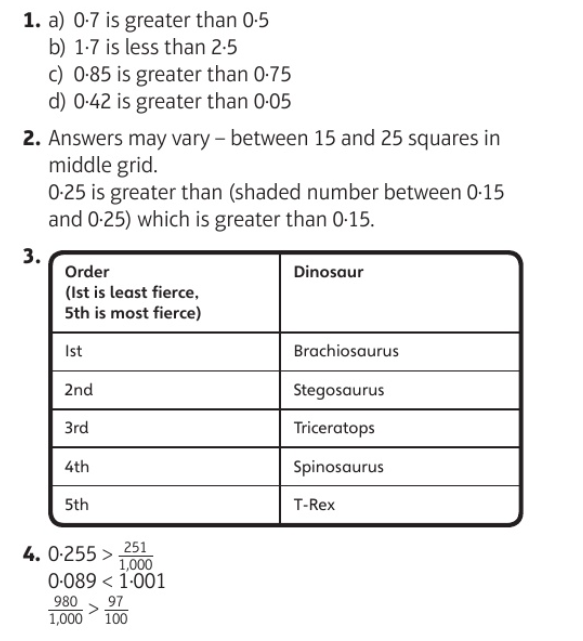 1. a) 0·7 is greater than 0·5
b) 1·7 is less than 2·5
c) 0·85 is greater than 0·75
d) 0·42 is greater than 0·05
2. Answers may vary – between 15 and 25 squares in
middle grid.
0·25 is greater than (shaded number between 0·15
and 0·25) which is greater than 0·15.
3.
Order Dinosaur
(1st is least fierce,
5th is most fierce)
1st Brachiosaurus
2nd Stegosaurus
3rd Triceratops
4th Spinosaurus
5th T-Rex
4. 0·255 > 251/1,000
0·089 < 1·001
980/1,000 > 97/100